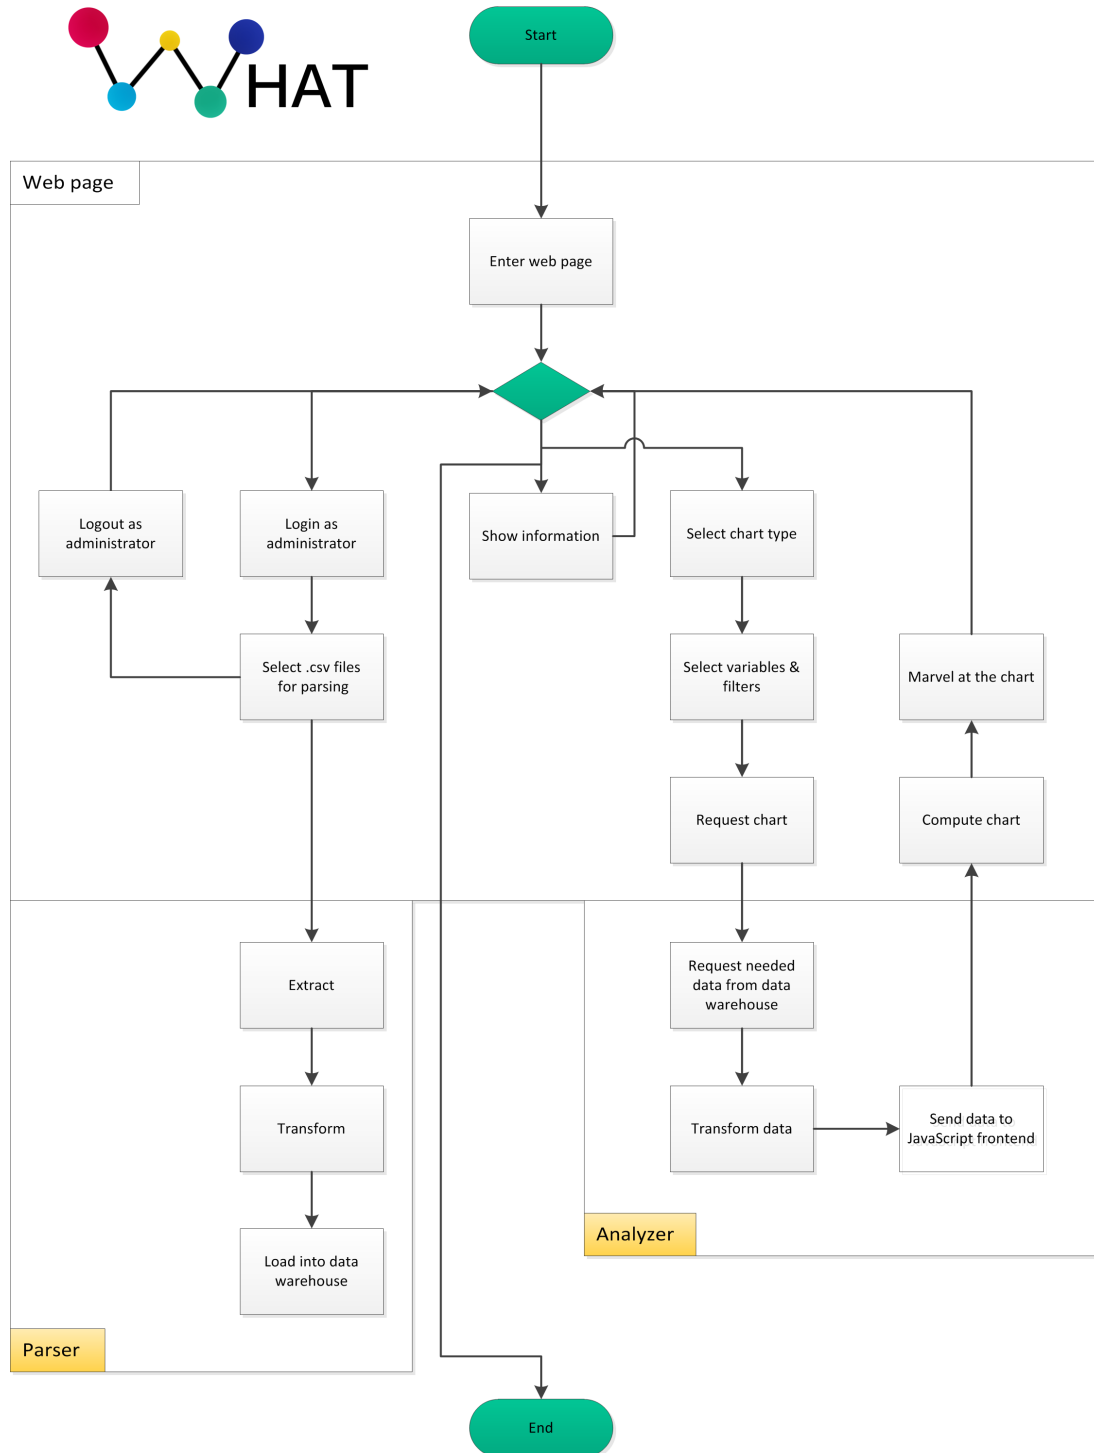 WHAT
Start
Web page
Enter web page
Logout as
administrator
Login as
administrator
Show information
Select chart type
Select .csv files
for parsing
Select variables &
filters
Marvel at the chart
Request chart
Compute chart
Extract
Request needed
data from data
warehouse
Transform
Transform data
Send data to
JavaScript frontend
Analyzer
Load into data
warehouse
Parser
End